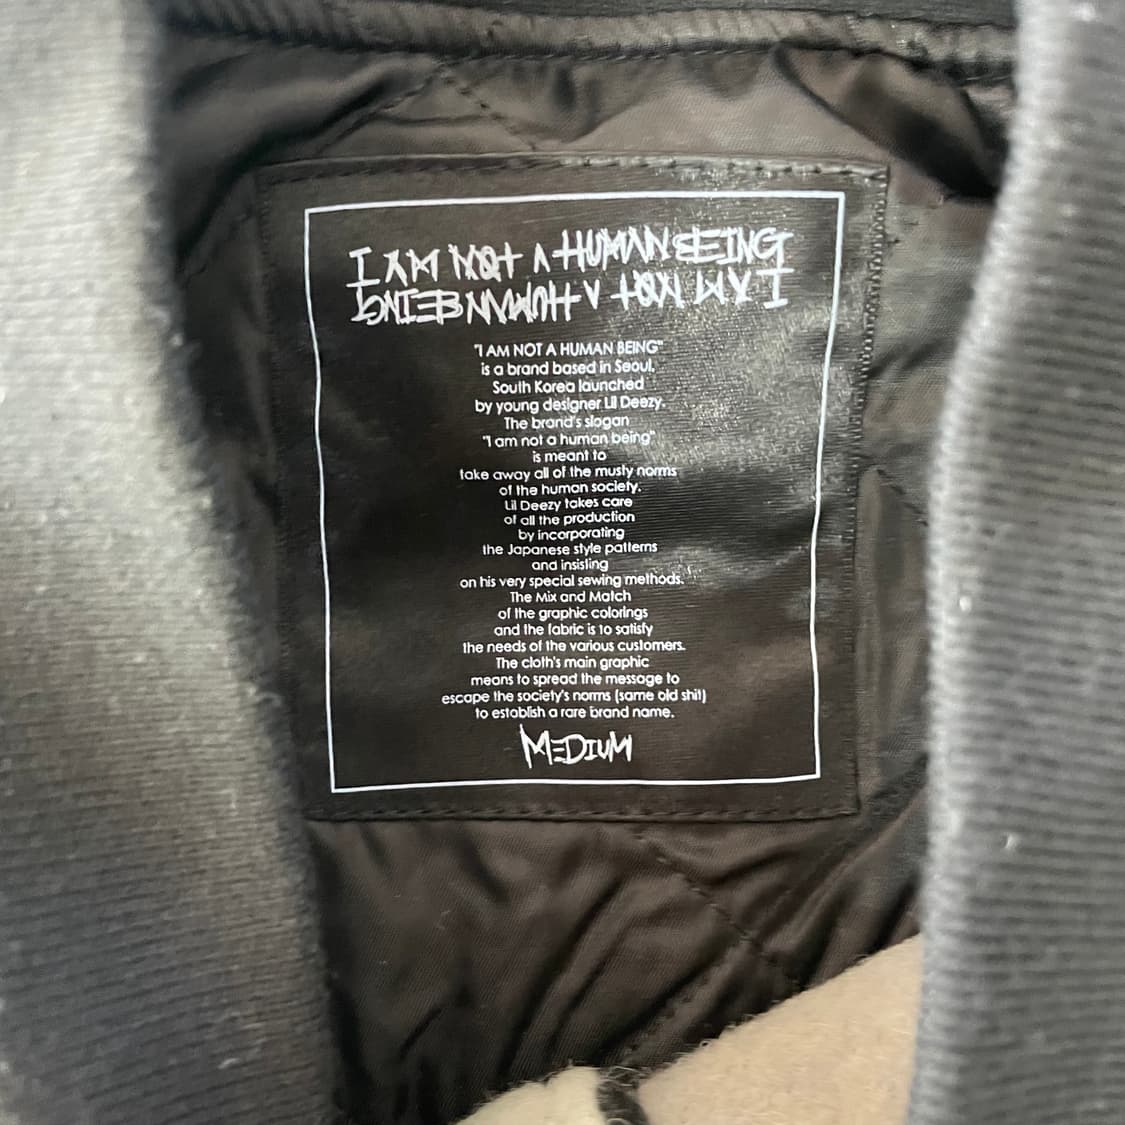 I AM NOT A HUMAN BEING
I AM NOT A HUMAN BEING
"I AM NOT A HUMAN BEING"
is a brand based in Seoul,
South Korea launched
by young designer Lil Deezy.
The brand's slogan
"I am not a human being"
is meant to
take away all of the musty norms
of the human society.
Lil Deezy takes care
of all the production
by incorporating
the Japanese style patterns
and insisting
on his very special sewing methods.
The Mix and Match
of the graphic colorings
and the fabric is to satisfy
the needs of the various customers.
The cloth's main graphic
means to spread the message to
escape the society's norms (same old shit)
to establish a rare brand name.
MEDIUM